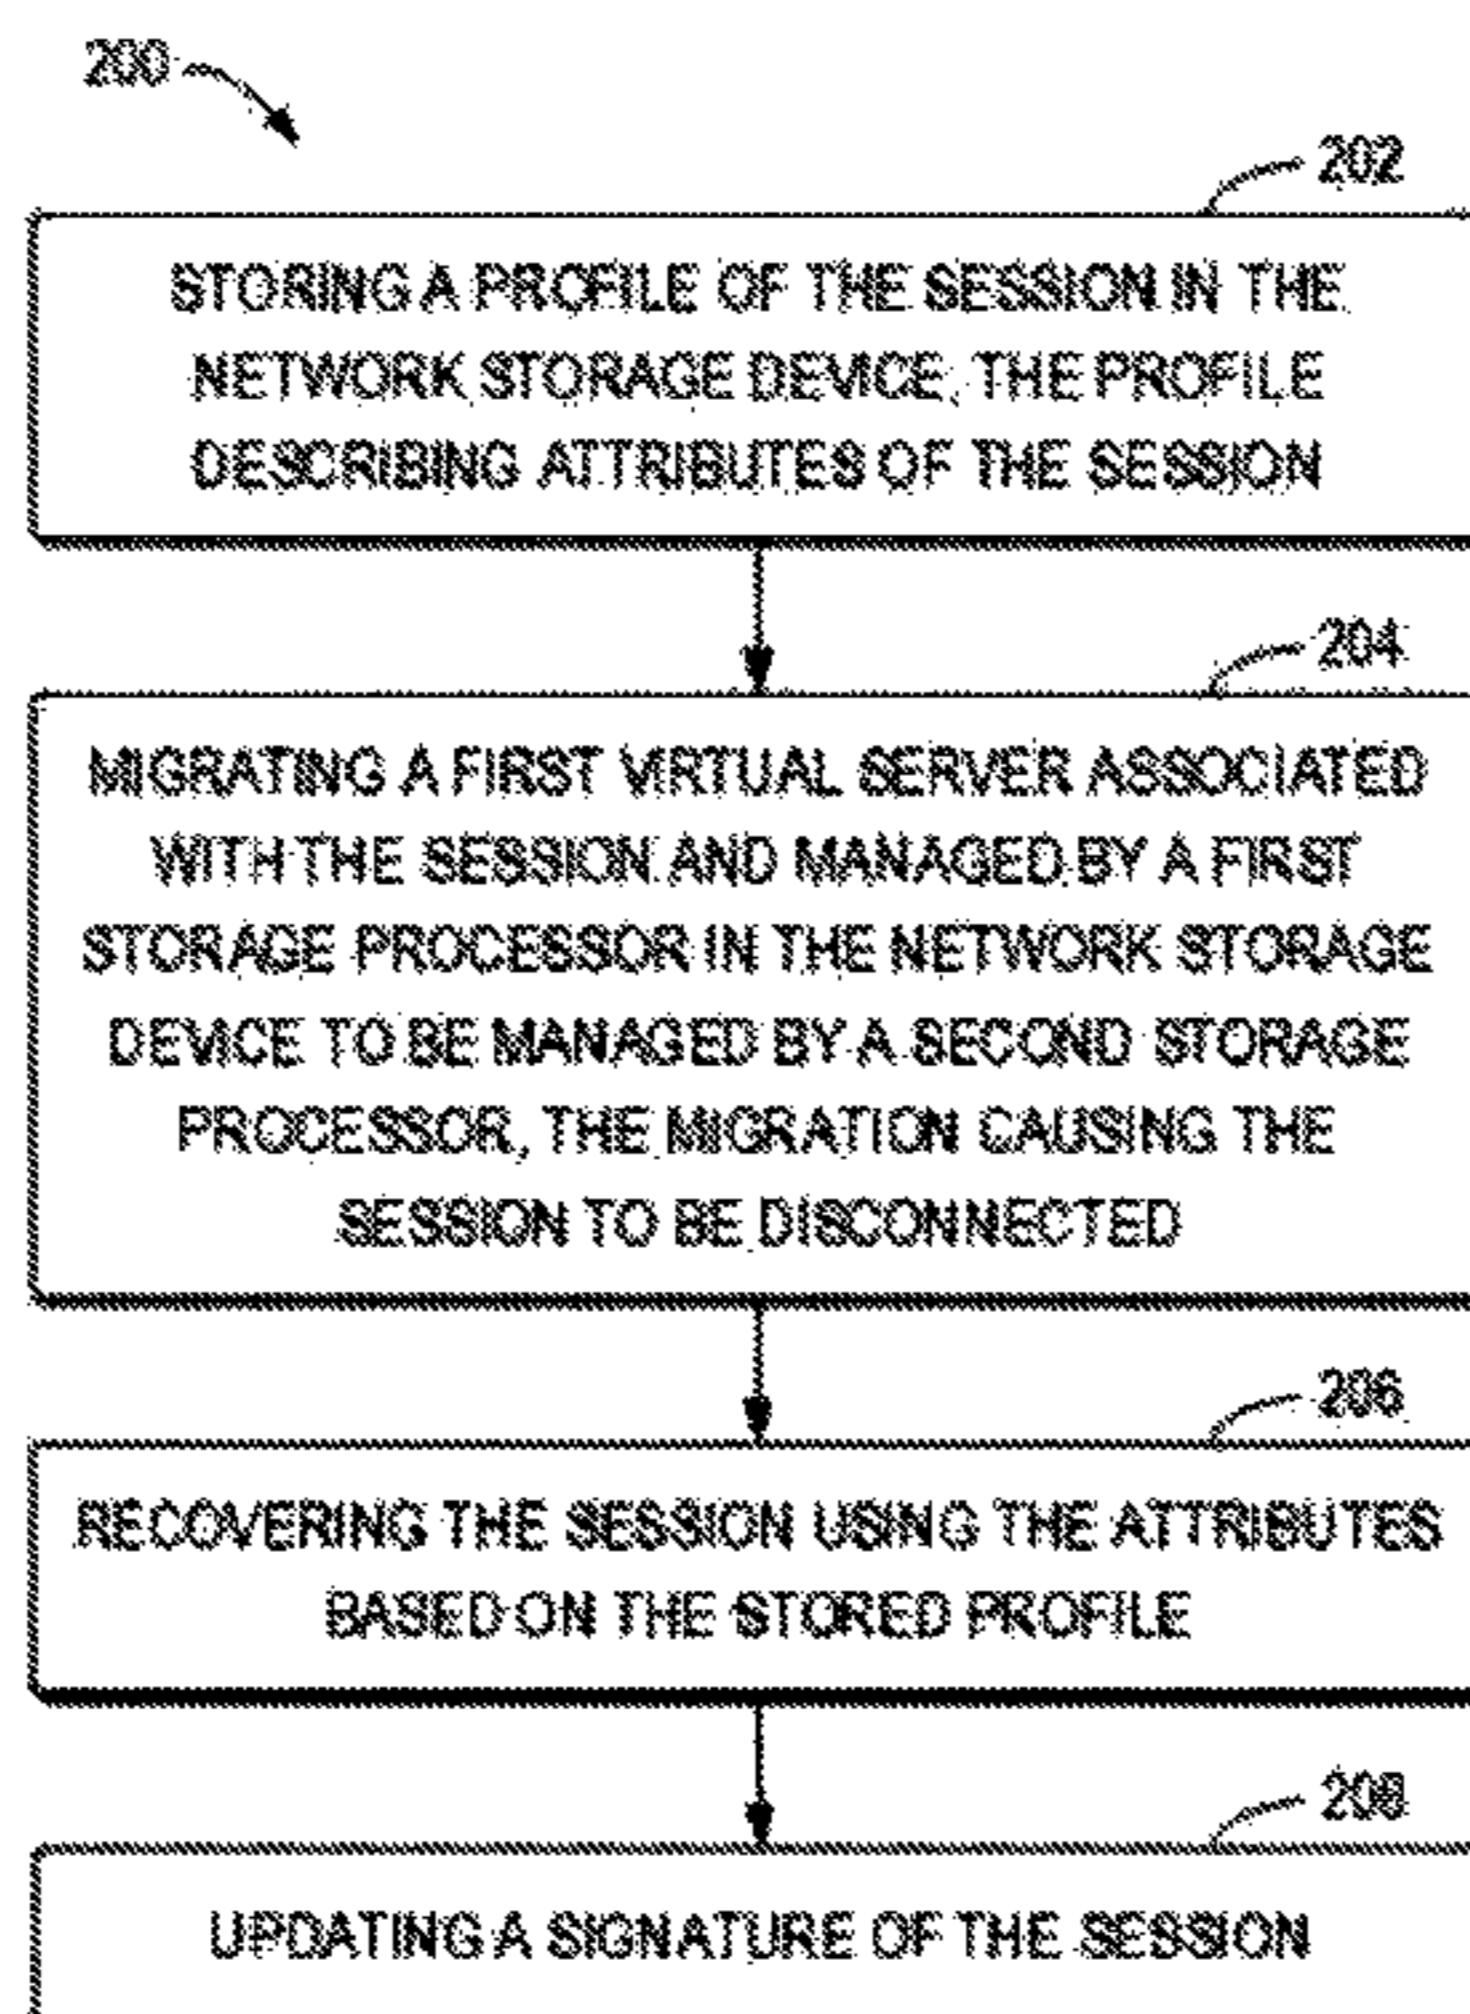 200
202
STORING A PROFILE OF THE SESSION IN THE
NETWORK STORAGE DEVICE, THE PROFILE
DESCRIBING ATTRIBUTES OF THE SESSION
204
MIGRATING A FIRST VIRTUAL SERVER ASSOCIATED
WITH THE SESSION AND MANAGED BY A FIRST
STORAGE PROCESSOR IN THE NETWORK STORAGE
DEVICE TO BE MANAGED BY A SECOND STORAGE
PROCESSOR, THE MIGRATION CAUSING THE
SESSION TO BE DISCONNECTED
206
RECOVERING THE SESSION USING THE ATTRIBUTES
BASED ON THE STORED PROFILE
208
UPDATING A SIGNATURE OF THE SESSION